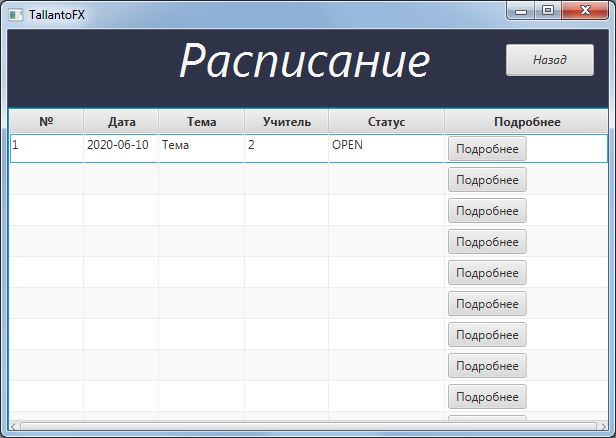 TallantoFX
Расписание
Назад
№ Дата Тема Учитель Статус Подробнее
1 2020-06-10 Тема 2 OPEN Подробнее
Подробнее
Подробнее
Подробнее
Подробнее
Подробнее
Подробнее
Подробнее
Подробнее